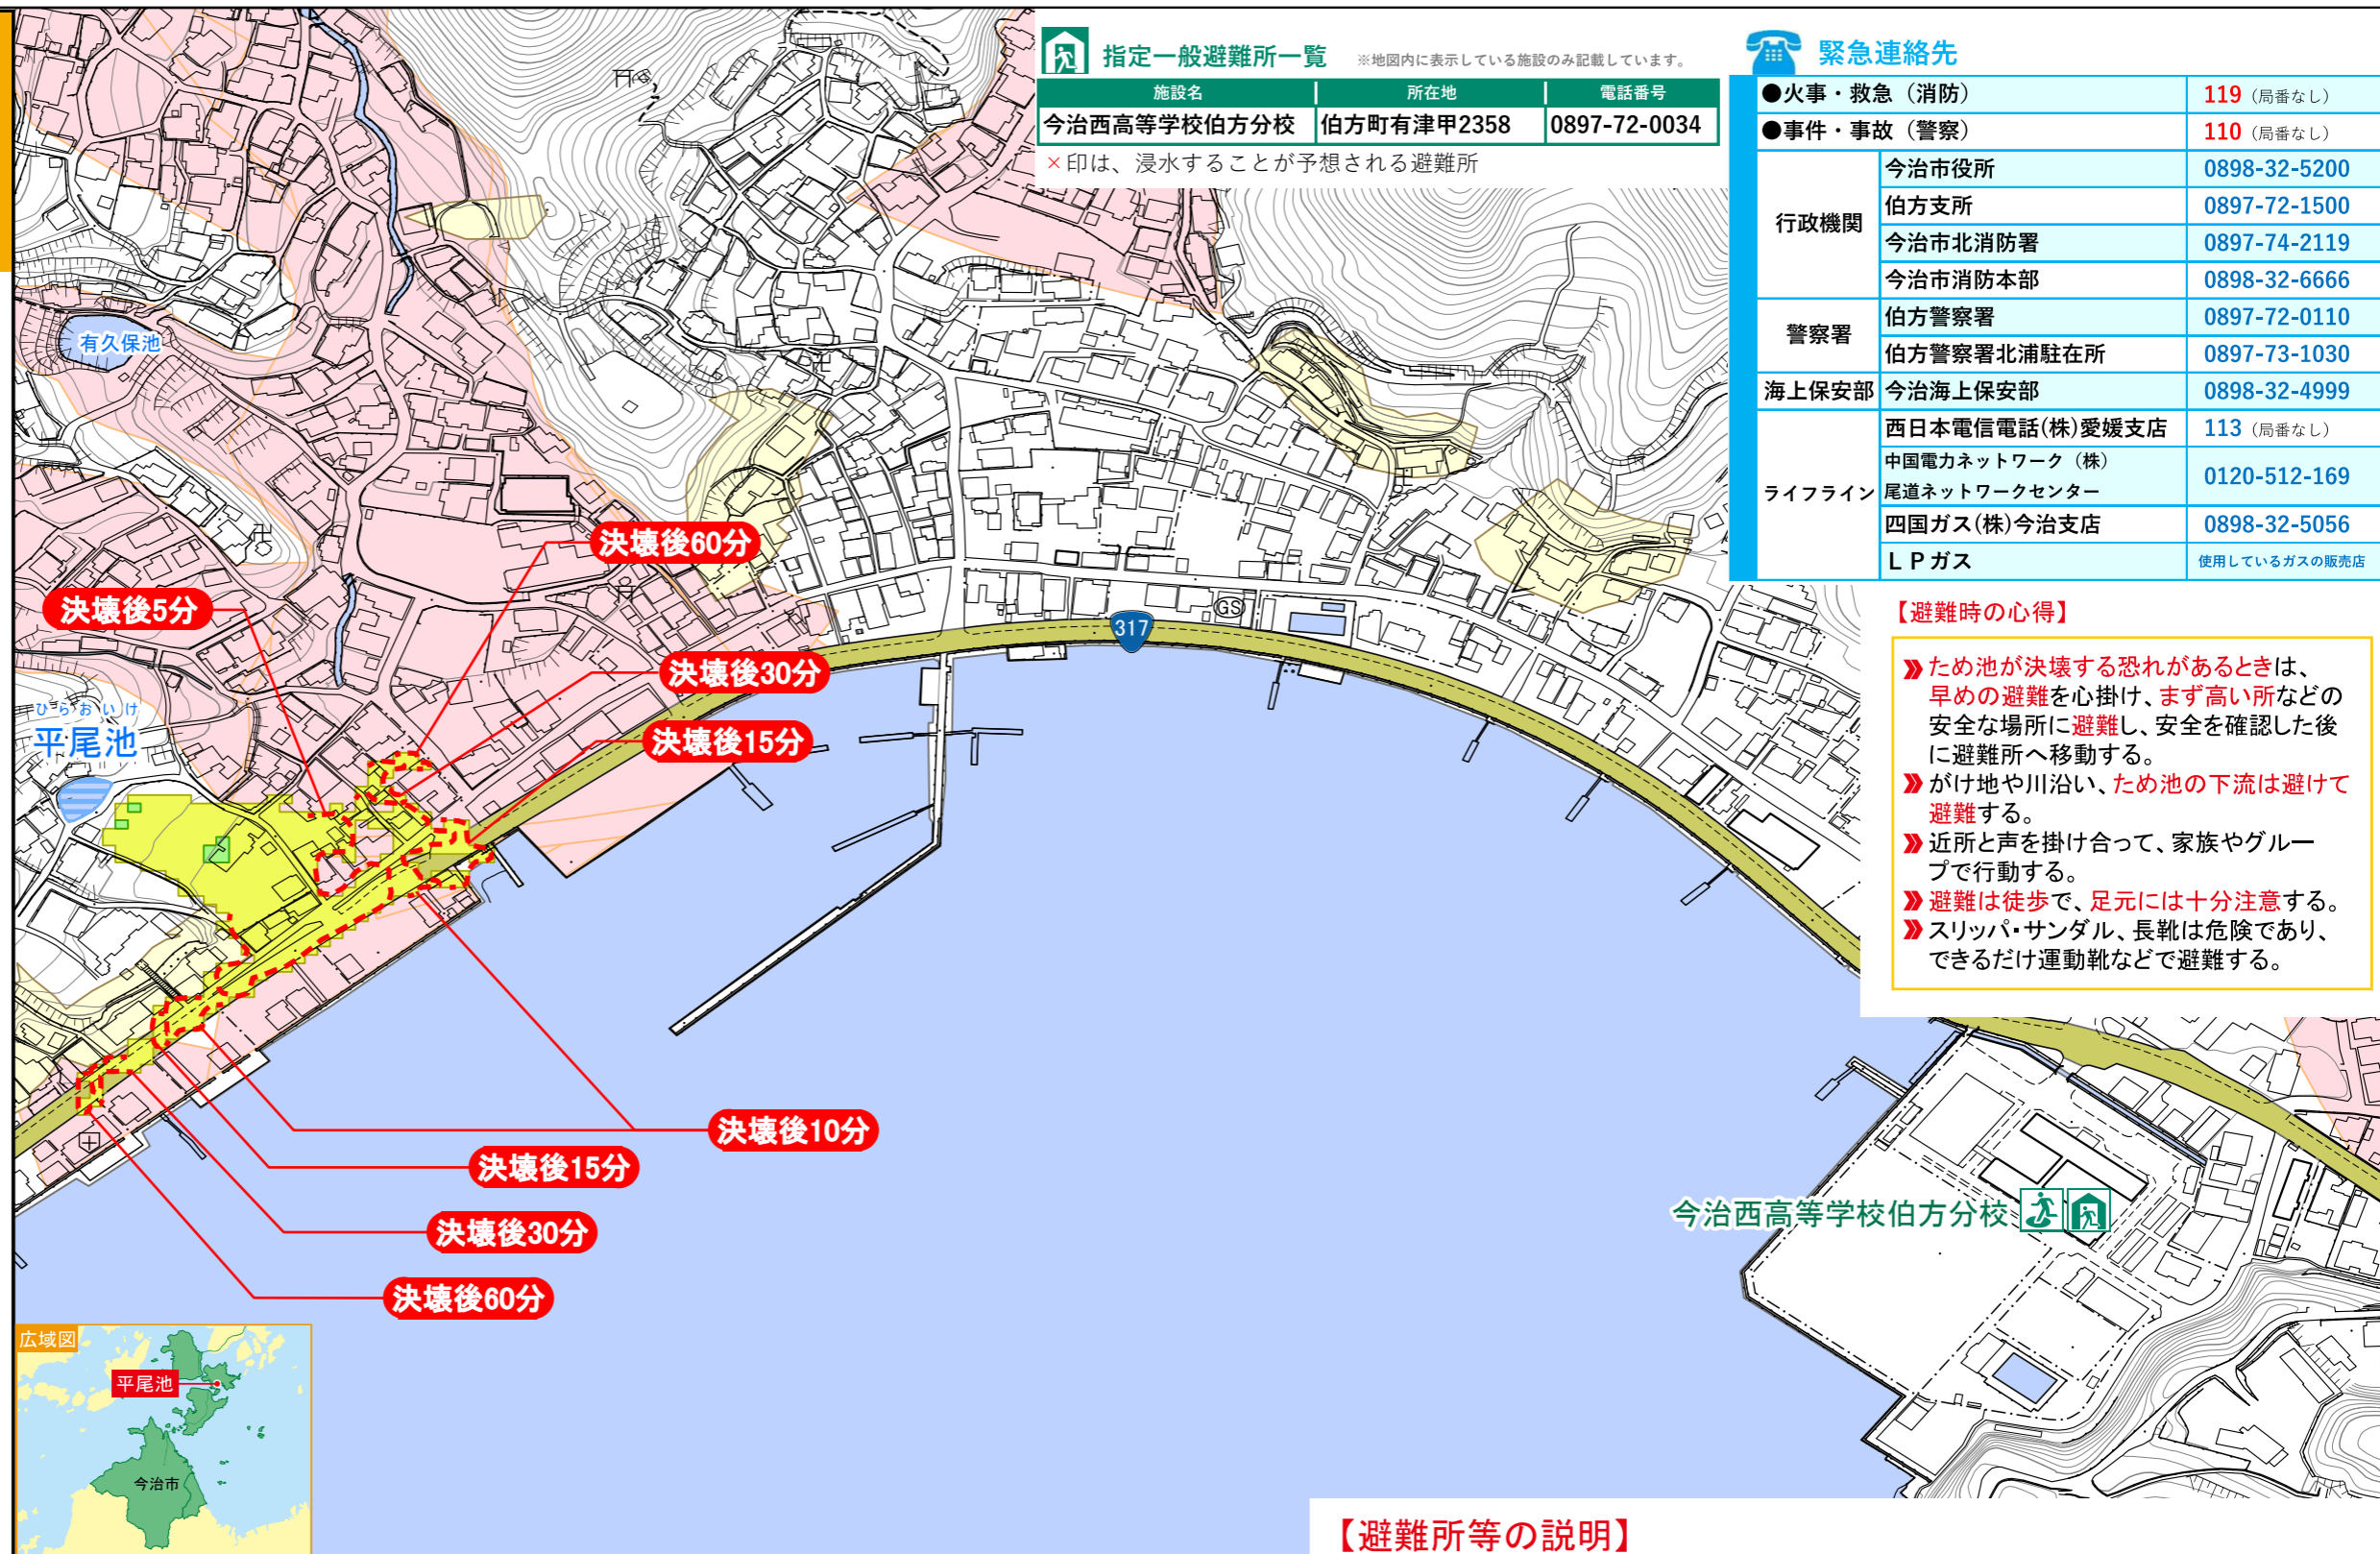 指定一般避難所一覧 ※地図内に表示している施設のみ記載しています。
施設名 所在地 電話番号
今治西高等学校伯方分校 伯方町有津甲2358 0897-72-0034
×印は、浸水することが予想される避難所
緊急連絡先
●火事・救急（消防） 119（局番なし）
●事件・事故（警察） 110（局番なし）
行政機関
今治市役所 0898-32-5200
伯方支所 0897-72-1500
今治市北消防署 0897-74-2119
今治市消防本部 0898-32-6666
警察署
伯方警察署 0897-72-0110
伯方警察署北浦駐在所 0897-73-1030
海上保安部 今治海上保安部 0898-32-4999
ライフライン
西日本電信電話(株)愛媛支店 113（局番なし）
中国電力ネットワーク（株）
尾道ネットワークセンター 0120-512-169
四国ガス(株)今治支店 0898-32-5056
ＬＰガス 使用しているガスの販売店
【避難時の心得】
ため池が決壊する恐れがあるときは、
早めの避難を心掛け、まず高い所などの
安全な場所に避難し、安全を確認した後
に避難所へ移動する。
がけ地や川沿い、ため池の下流は避けて
避難する。
近所と声を掛け合って、家族やグルー
プで行動する。
避難は徒歩で、足元には十分注意する。
スリッパ・サンダル、長靴は危険であり、
できるだけ運動靴などで避難する。
有久保池
決壊後60分
決壊後5分
GS
317
決壊後30分
ひらおいけ
平尾池
決壊後15分
決壊後10分
決壊後15分
決壊後30分
決壊後60分
今治西高等学校伯方分校
広域図
平尾池
今治市
【避難所等の説明】